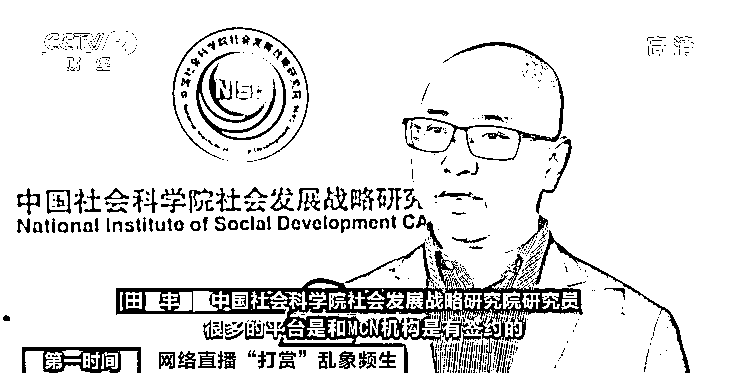 CCTV 2
财经
高清
中国社会科学院社会发展战略研究
National Institute of Social Development CA
田丰 中国社会科学院社会发展战略研究院研究员
很多的平台是和MCN机构是有签约的
第一时间 网络直播“打赏”乱象频生